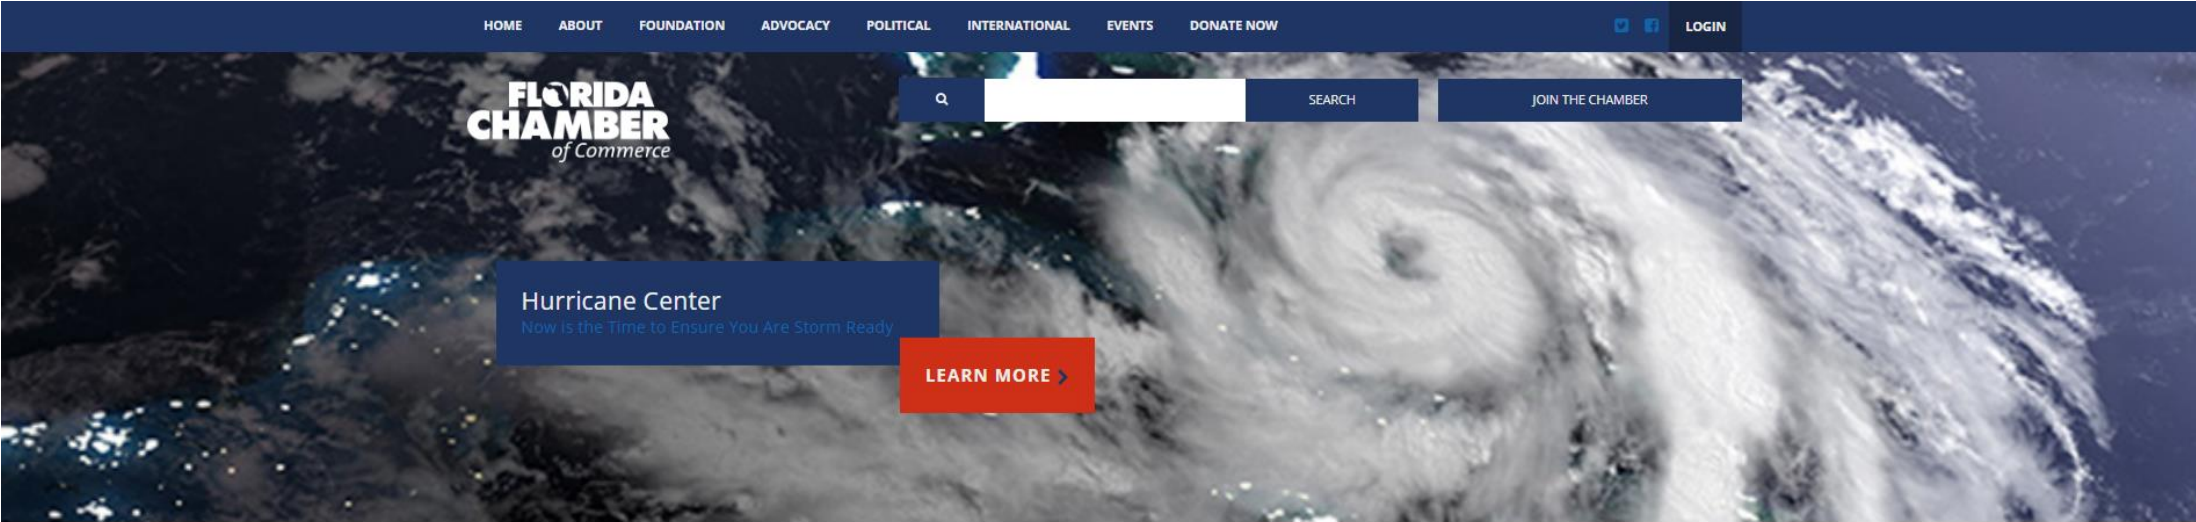 HOME ABOUT FOUNDATION ADVOCACY POLITICAL INTERNATIONAL EVENTS DONATE NOW LOGIN
FLORIDA
CHAMBER
of Commerce
SEARCH JOIN THE CHAMBER
Hurricane Center
Now is the Time to Ensure You Are Storm Ready
LEARN MORE